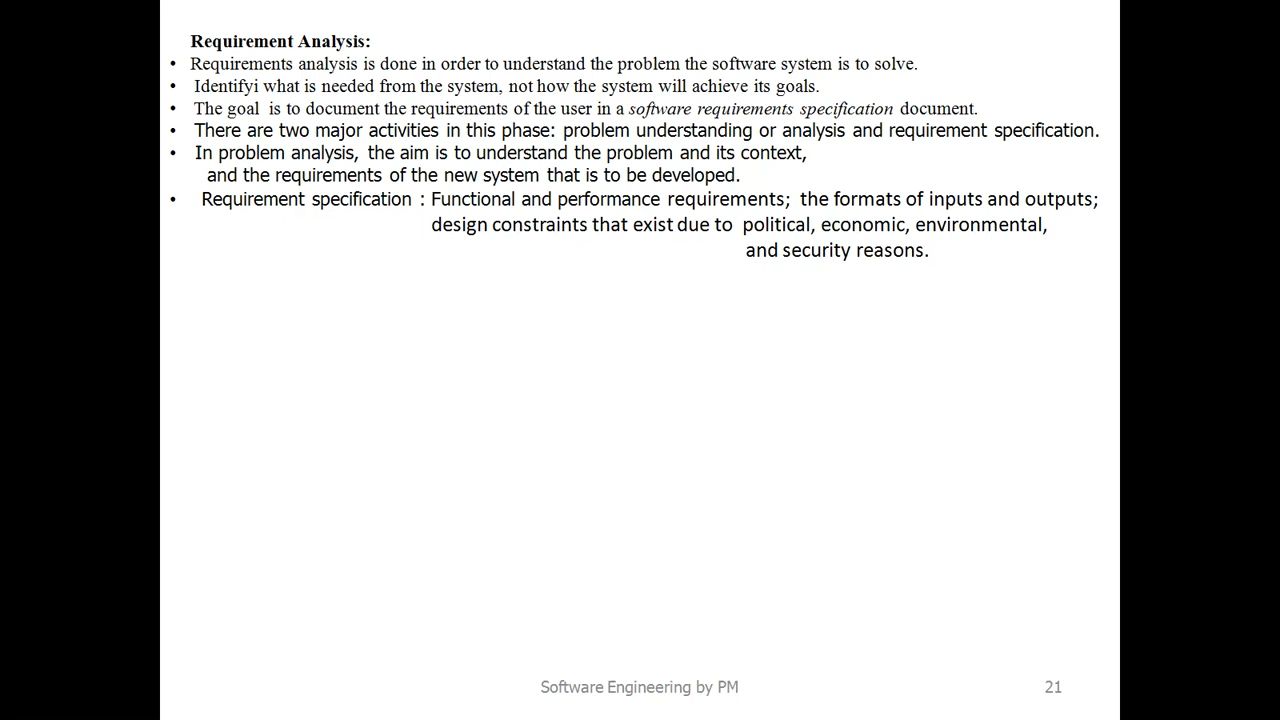 Requirement Analysis:
• Requirements analysis is done in order to understand the problem the software system is to solve.
• Identifyi what is needed from the system, not how the system will achieve its goals.
• The goal is to document the requirements of the user in a software requirements specification document.
• There are two major activities in this phase: problem understanding or analysis and requirement specification.
• In problem analysis, the aim is to understand the problem and its context,
and the requirements of the new system that is to be developed.
• Requirement specification : Functional and performance requirements; the formats of inputs and outputs;
design constraints that exist due to political, economic, environmental,
and security reasons.
Software Engineering by PM
21